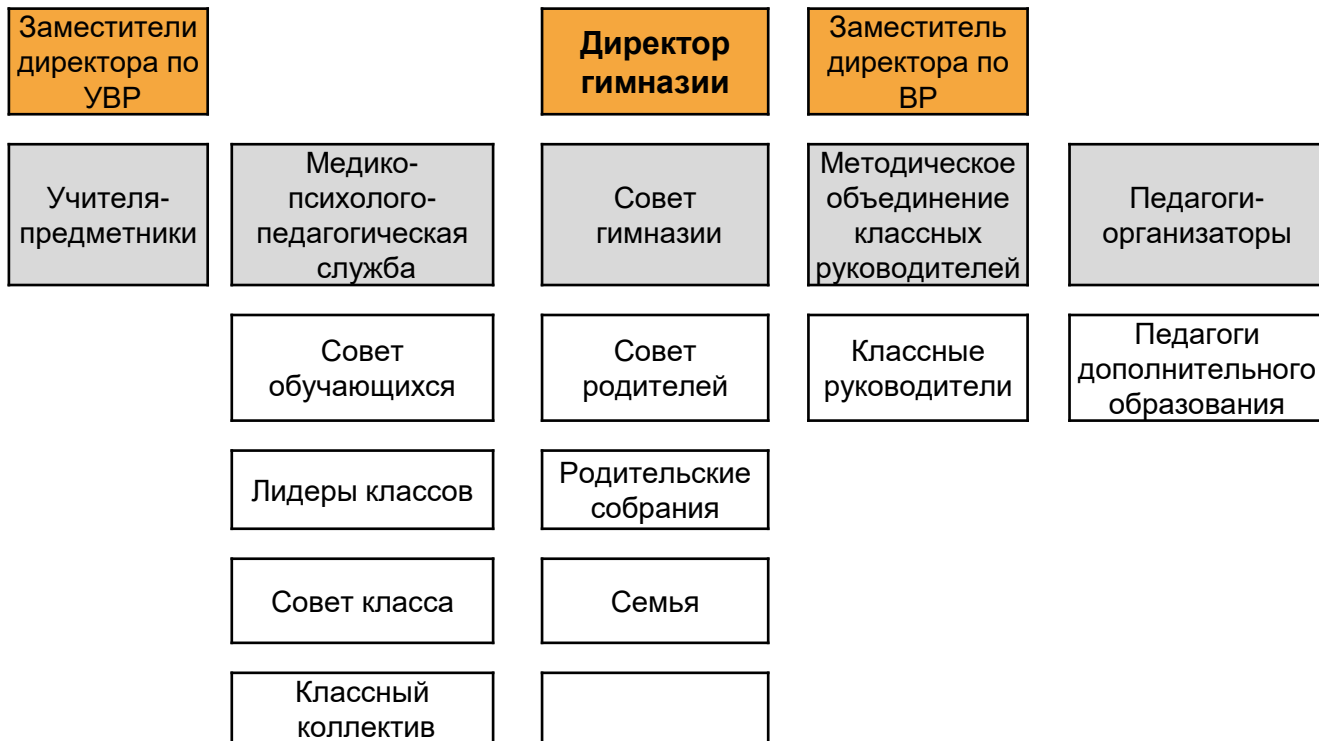 Заместители
директора по
УВР
Директор
гимназии
Заместитель
директора по
ВР
Учителя-
предметники
Медико-
психолого-
педагогическая
служба
Совет
гимназии
Методическое
объединение
классных
руководителей
Педагоги-
организаторы
Совет
обучающихся
Совет
родителей
Классные
руководители
Педагоги
дополнительного
образования
Лидеры классов
Родительские
собрания
Совет класса
Семья
Классный
коллектив